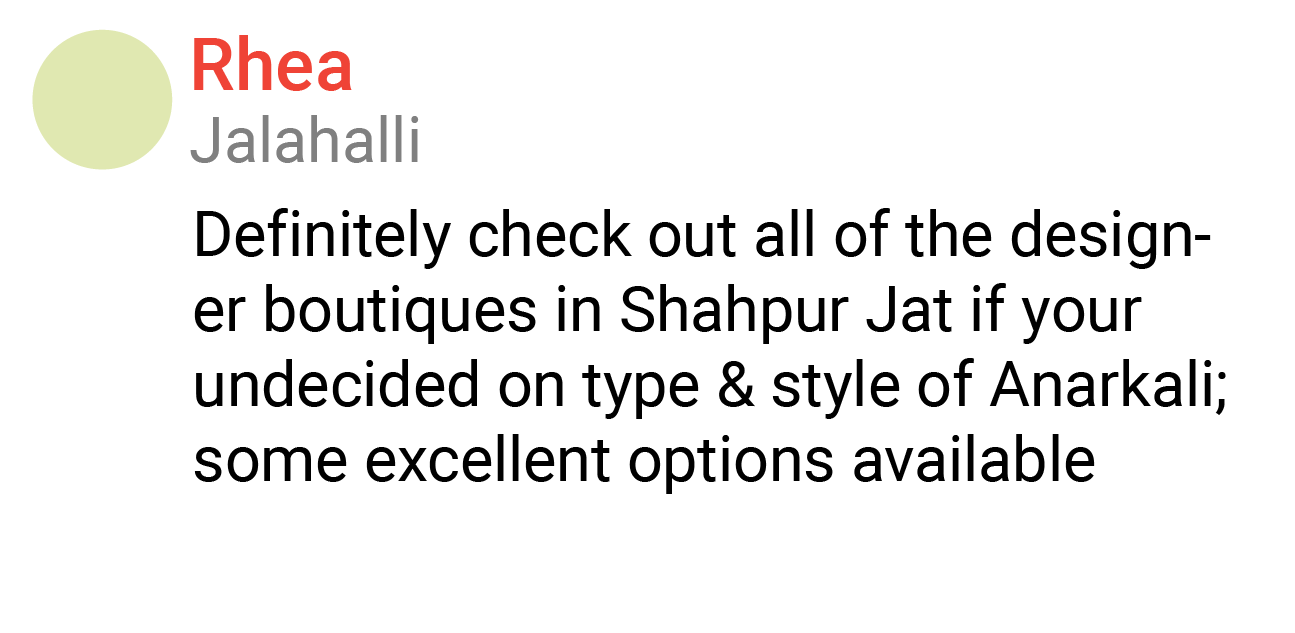 Rhea
Jalahalli
Definitely check out all of the design-
er boutiques in Shahpur Jat if your
undecided on type & style of Anarkali;
some excellent options available